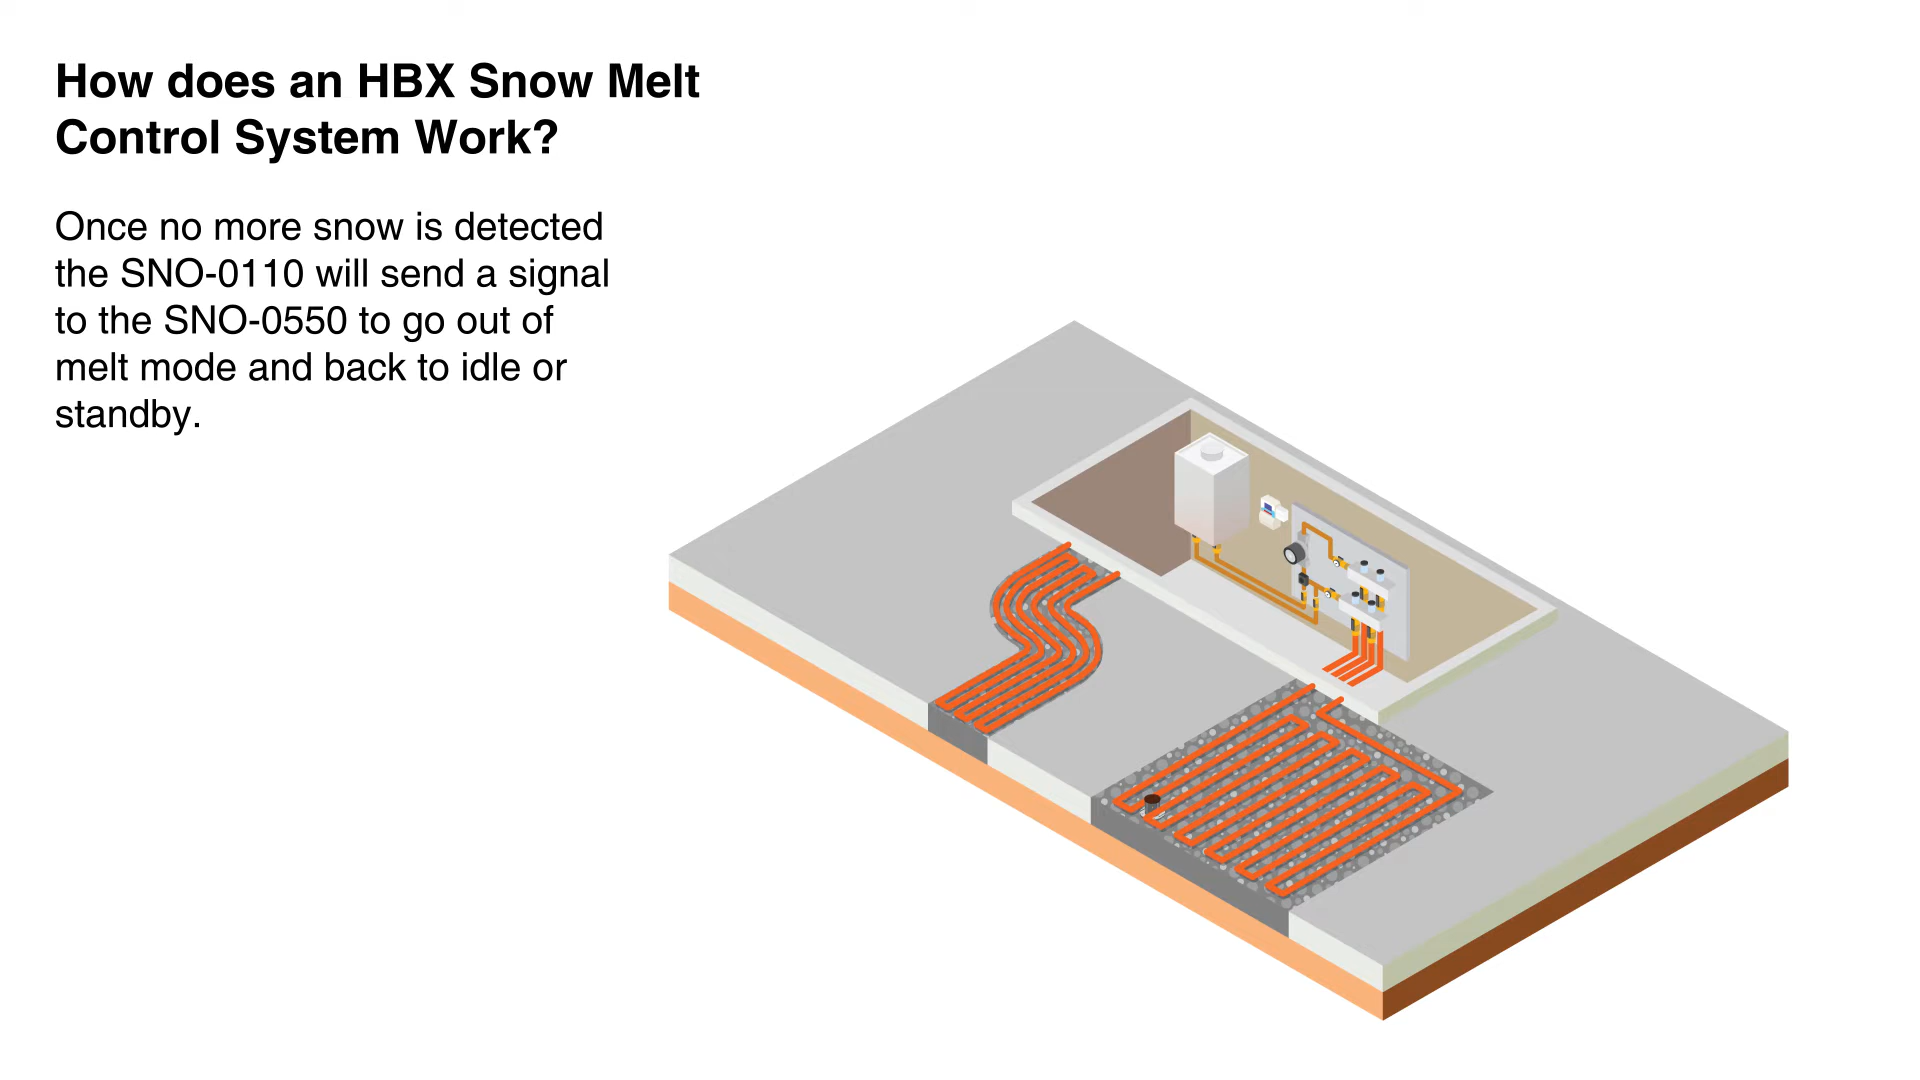 How does an HBX Snow Melt
Control System Work?
Once no more snow is detected
the SNO-0110 will send a signal
to the SNO-0550 to go out of
melt mode and back to idle or
standby.